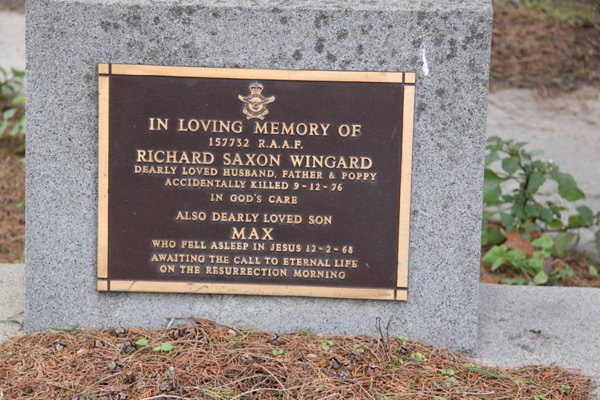 IN LOVING MEMORY OF
157732 R.A.A.F.
RICHARD SAXON WINGARD
DEARLY LOVED HUSBAND, FATHER & POPPY
ACCIDENTALLY KILLED 9-12-76
IN GOD'S CARE
ALSO DEARLY LOVED SON
MAX
WHO FELL ASLEEP IN JESUS 12-2-68
AWAITING THE CALL TO ETERNAL LIFE
ON THE RESURRECTION MORNING